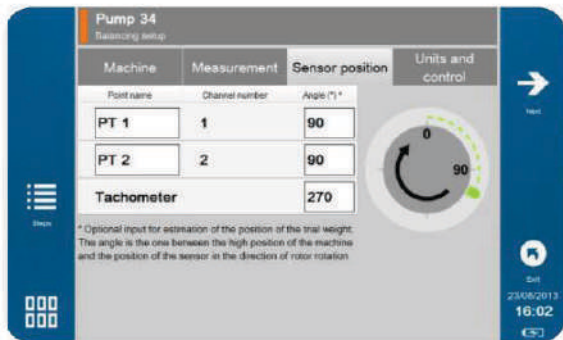 Pump 34
Balancing setup
Machine Measurement Sensor position Units and control
Point name Channel number Angle (°) *
PT 1 1 90
PT 2 2 90
Tachometer 270
0
90
* Optional input for estimation of the position of the trial weight.
The angle is the one between the high position of the machine
and the position of the sensor in the direction of rotor rotation
Steps
Next
Exit
23/08/2013
16:02